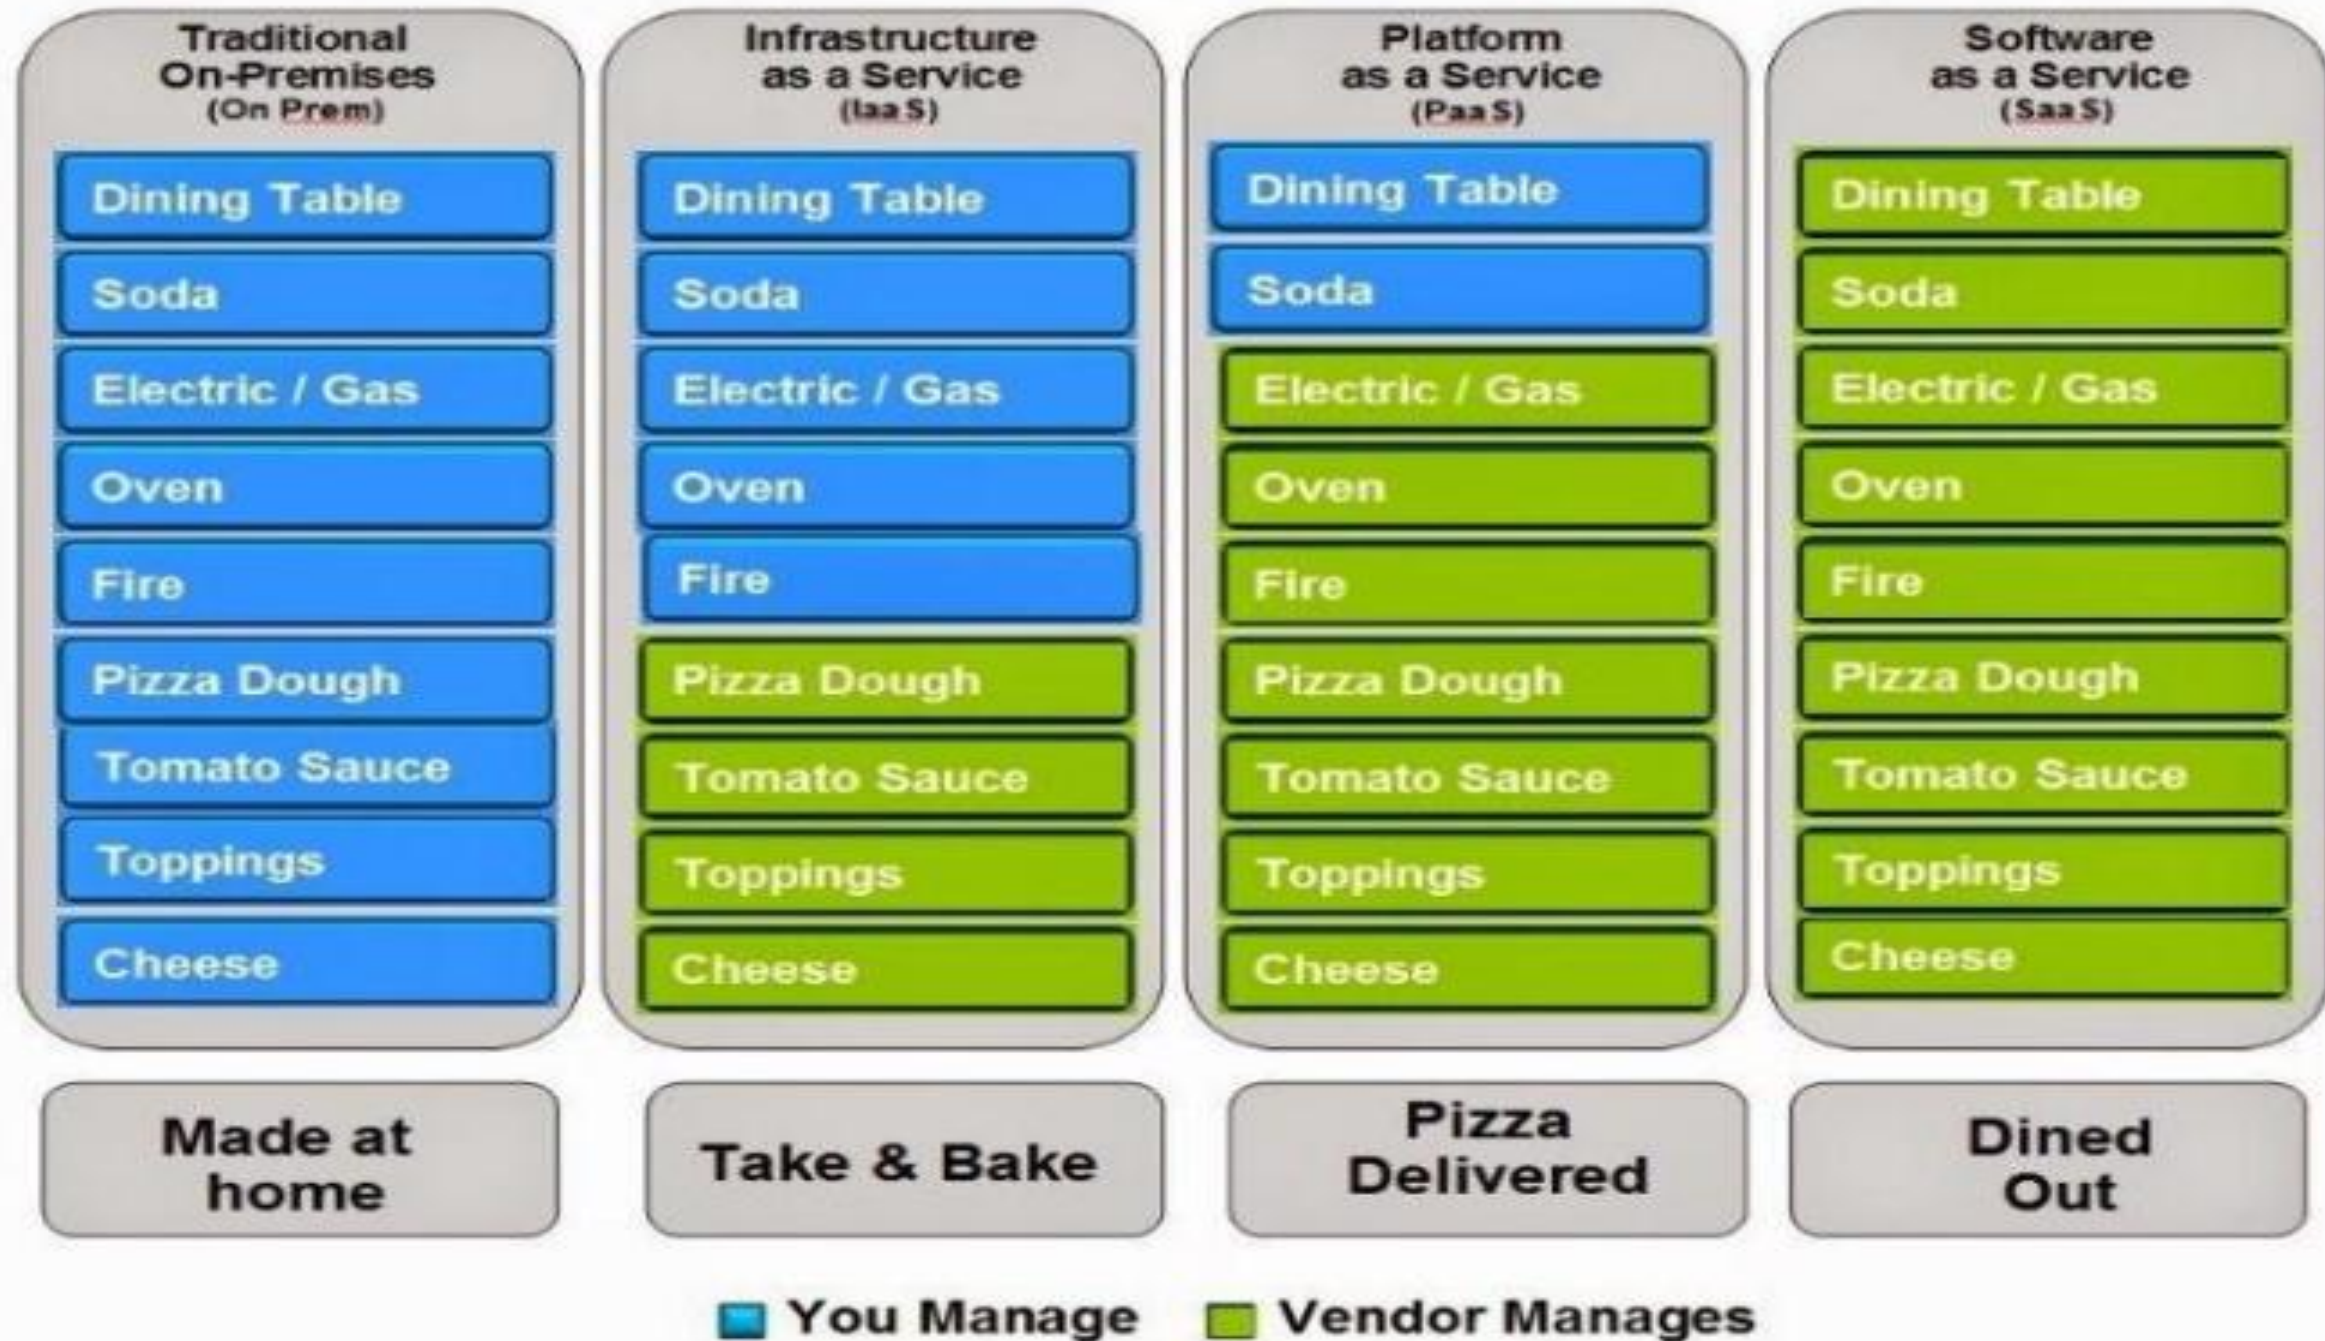 Traditional
On-Premises
(On Prem)
Dining Table
Soda
Electric / Gas
Oven
Fire
Pizza Dough
Tomato Sauce
Toppings
Cheese
Made at
home
Infrastructure
as a Service
(IaaS)
Dining Table
Soda
Electric / Gas
Oven
Fire
Pizza Dough
Tomato Sauce
Toppings
Cheese
Take & Bake
Platform
as a Service
(PaaS)
Dining Table
Soda
Electric / Gas
Oven
Fire
Pizza Dough
Tomato Sauce
Toppings
Cheese
Pizza
Delivered
Software
as a Service
(SaaS)
Dining Table
Soda
Electric / Gas
Oven
Fire
Pizza Dough
Tomato Sauce
Toppings
Cheese
Dined
Out
You Manage
Vendor Manages